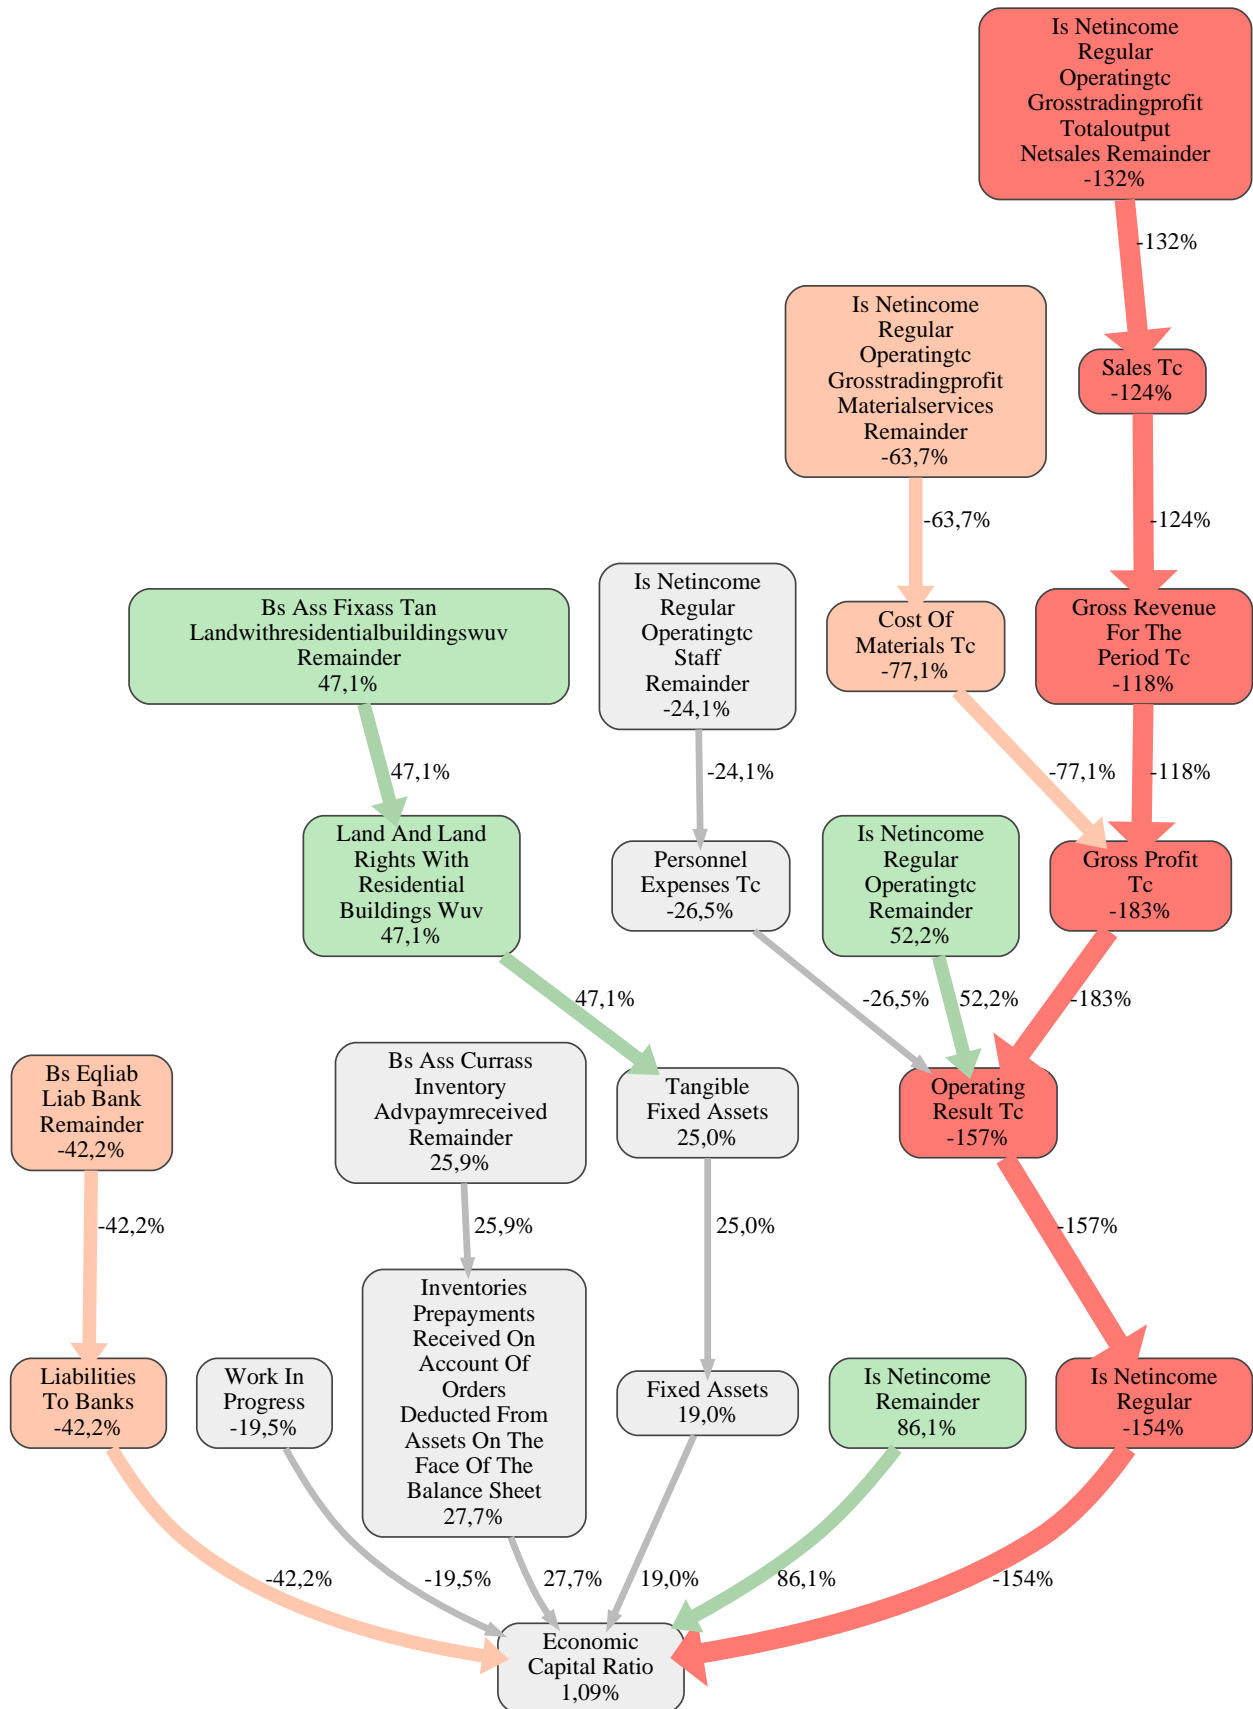 Is Netincome
Regular
Operatingtc
Grosstradingprofit
Totaloutput
Netsales Remainder
-132%
-132%
Is Netincome
Regular
Operatingtc
Grosstradingprofit
Materialservices
Remainder
-63,7%
Sales Tc
-124%
-63,7%
-124%
Is Netincome
Regular
Operatingtc
Staff
Remainder
-24,1%
Bs Ass Fixass Tan
Landwithresidentialbuildingswuv
Remainder
47,1%
Cost Of
Materials Tc
-77,1%
Gross Revenue
For The
Period Tc
-118%
47,1%
-24,1%
-77,1%
-118%
Land And Land
Rights With
Residential
Buildings Wuv
47,1%
Personnel
Expenses Tc
-26,5%
Is Netincome
Regular
Operatingtc
Remainder
52,2%
Gross Profit
Tc
-183%
47,1%
-26,5%
52,2%
-183%
Bs Eqliab
Liab Bank
Remainder
-42,2%
Bs Ass Currass
Inventory
Advpaymreceived
Remainder
25,9%
Tangible
Fixed Assets
25,0%
Operating
Result Tc
-157%
-42,2%
25,9%
25,0%
-157%
Liabilities
To Banks
-42,2%
Work In
Progress
-19,5%
Inventories
Prepayments
Received On
Account Of
Orders
Deducted From
Assets On The
Face Of The
Balance Sheet
27,7%
Fixed Assets
19,0%
Is Netincome
Remainder
86,1%
Is Netincome
Regular
-154%
-42,2%
-19,5%
27,7%
19,0%
86,1%
-154%
Economic
Capital Ratio
1,09%